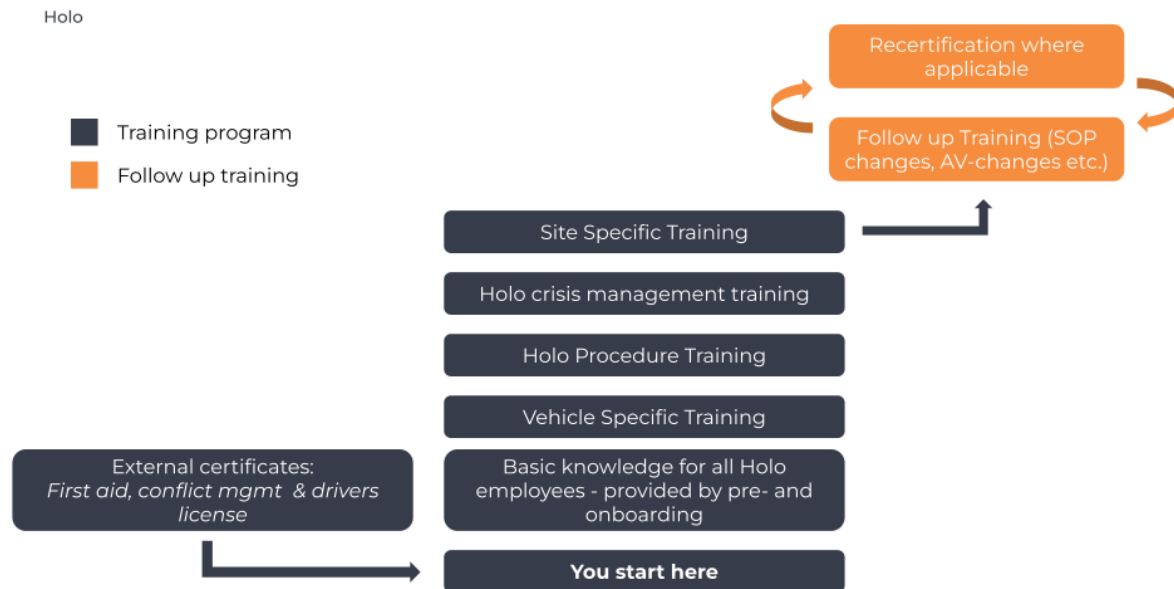 Holo
Training program
Follow up training
Recertification where
applicable
Follow up Training (SOP
changes, AV-changes etc.)
Site Specific Training
Holo crisis management training
Holo Procedure Training
Vehicle Specific Training
External certificates:
First aid, conflict mgmt & drivers
license
Basic knowledge for all Holo
employees - provided by pre- and
onboarding
You start here